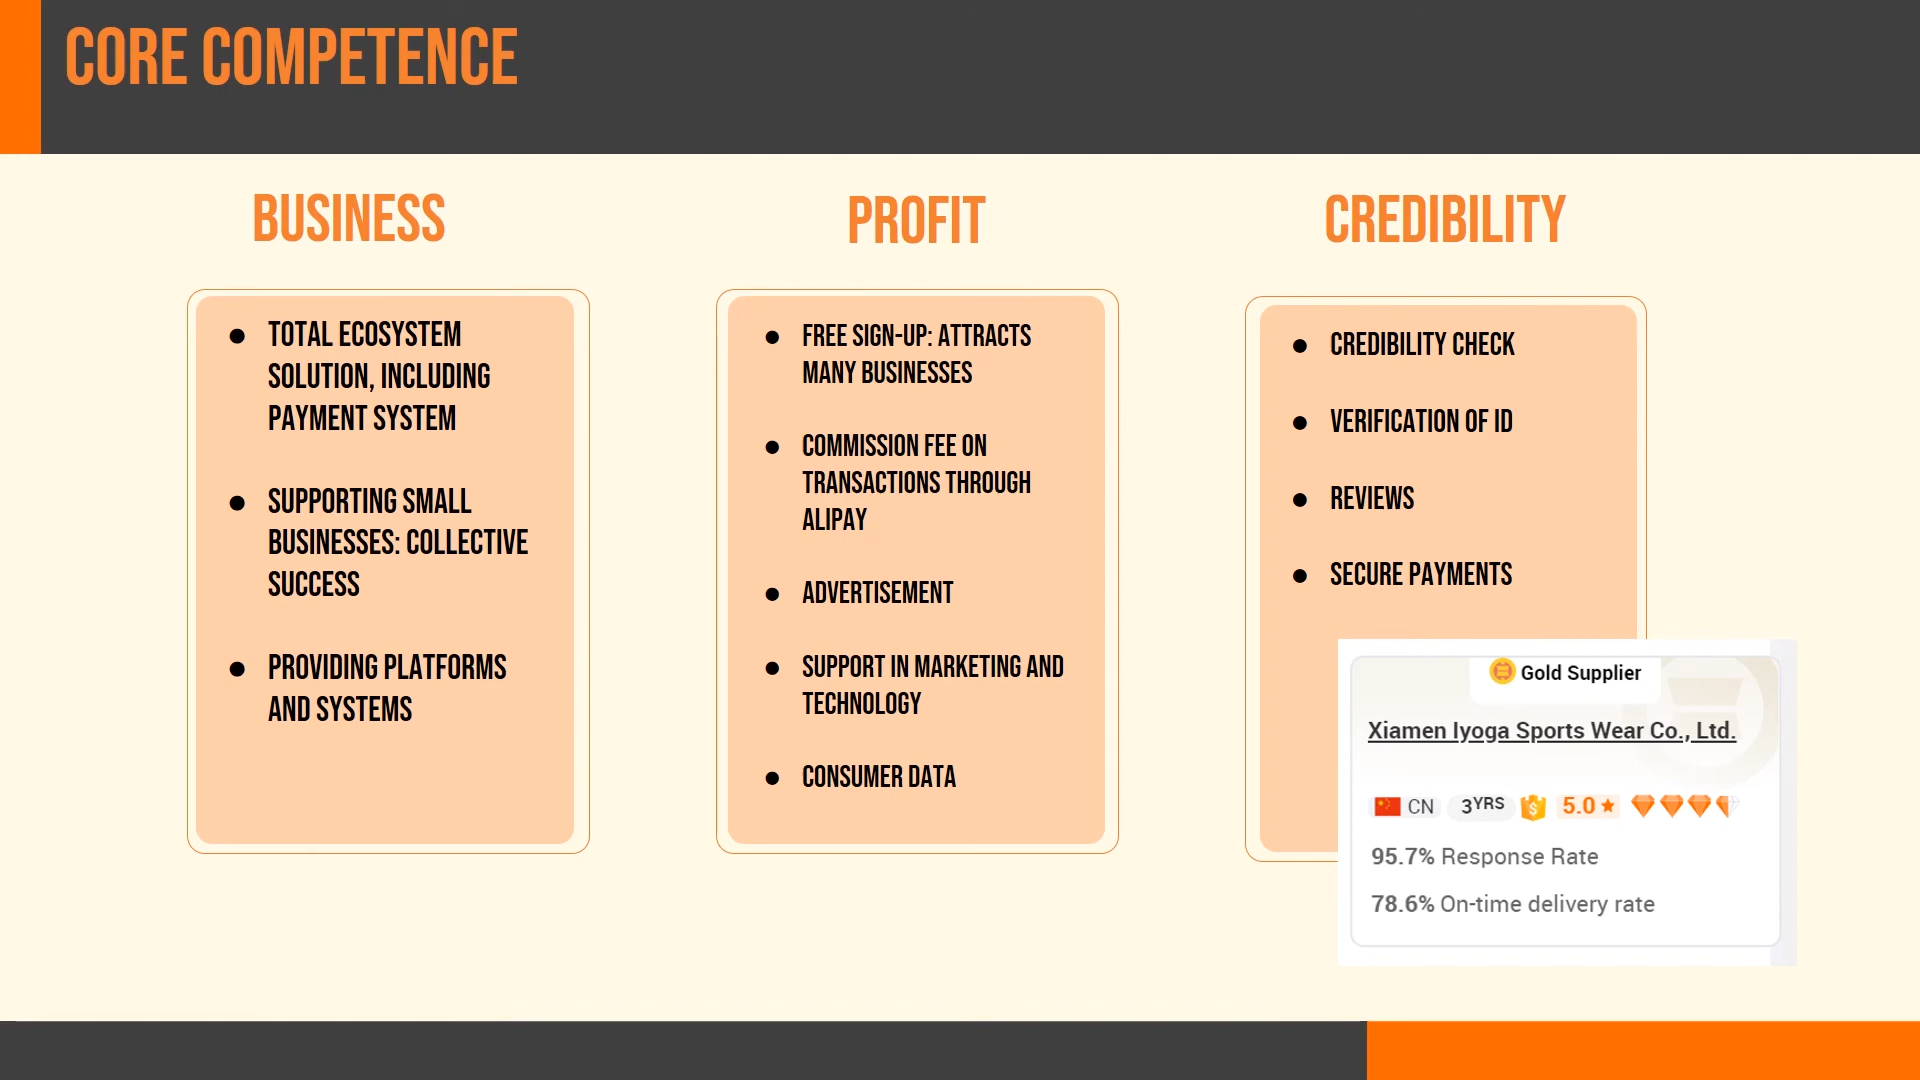 CORE COMPETENCE
BUSINESS
● TOTAL ECOSYSTEM
SOLUTION, INCLUDING
PAYMENT SYSTEM
● SUPPORTING SMALL
BUSINESSES: COLLECTIVE
SUCCESS
● PROVIDING PLATFORMS
AND SYSTEMS
PROFIT
● FREE SIGN-UP: ATTRACTS
MANY BUSINESSES
● COMMISSION FEE ON
TRANSACTIONS THROUGH
ALIPAY
● ADVERTISEMENT
● SUPPORT IN MARKETING AND
TECHNOLOGY
● CONSUMER DATA
CREDIBILITY
● CREDIBILITY CHECK
● VERIFICATION OF ID
● REVIEWS
● SECURE PAYMENTS
Gold Supplier
Xiamen Iyoga Sports Wear Co., Ltd.
CN 3YRS $ 5.0 ★
95.7% Response Rate
78.6% On-time delivery rate